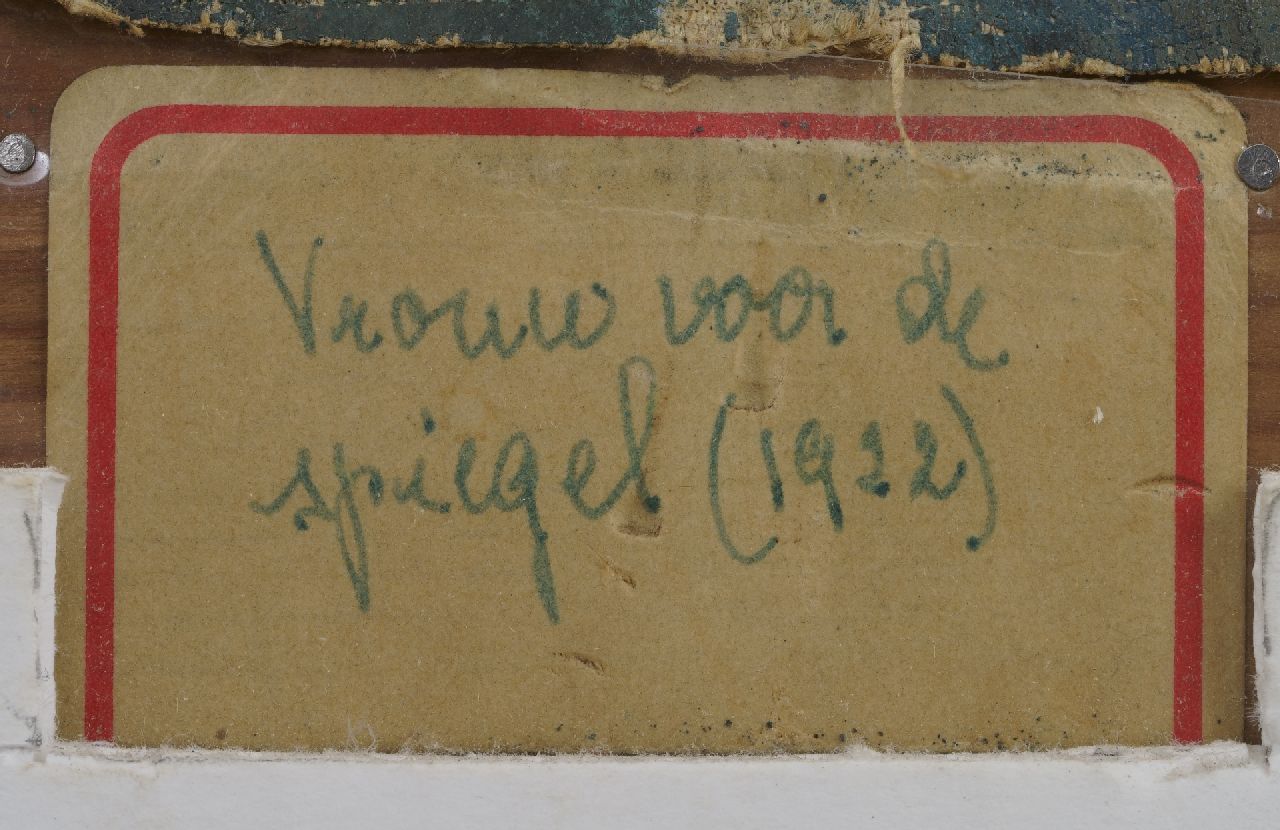 Vrouw voor de
spiegel (1922)